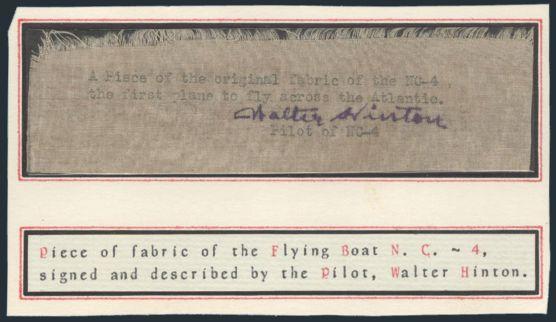 A Piece of the original fabric of the NC-4
the first plane to fly across the Atlantic.
Walter Hinton
Pilot of NC-4
Piece of fabric of the Flying Boat N. C. ~ 4,
signed and described by the Pilot, Walter Hinton.